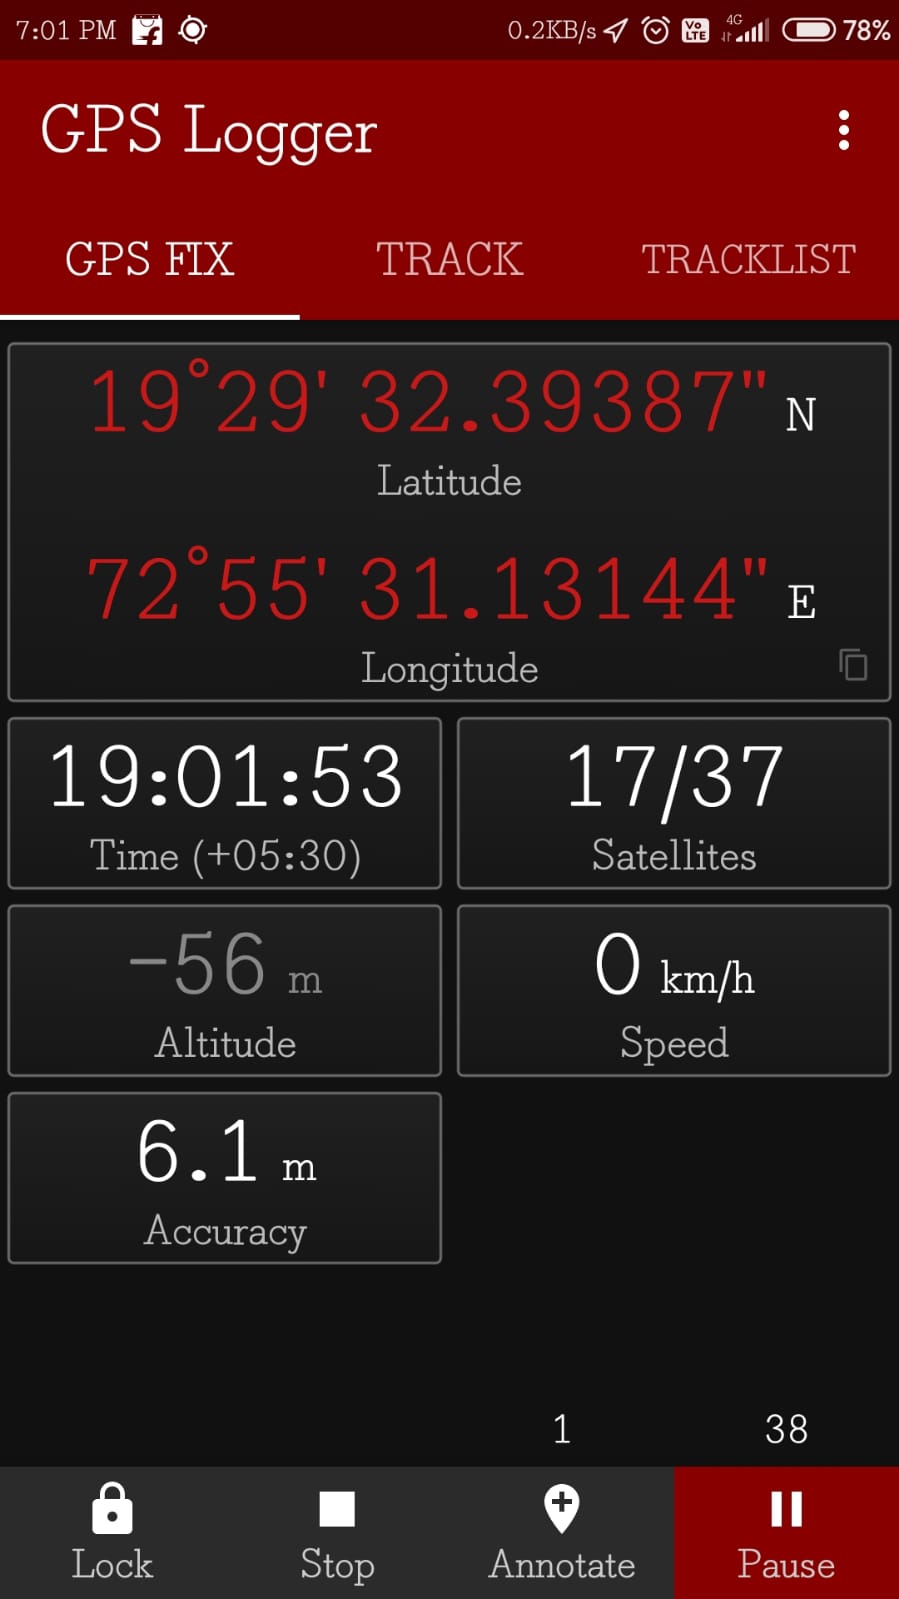 7:01 PM 0.2KB/s Vo LTE 4G 78%
GPS Logger
GPS FIX TRACK TRACKLIST
19°29' 32.39387" N
Latitude
72°55' 31.13144" E
Longitude
19:01:53 17/37
Time (+05:30) Satellites
-56 m 0 km/h
Altitude Speed
6.1 m
Accuracy
1 38
Lock Stop Annotate Pause